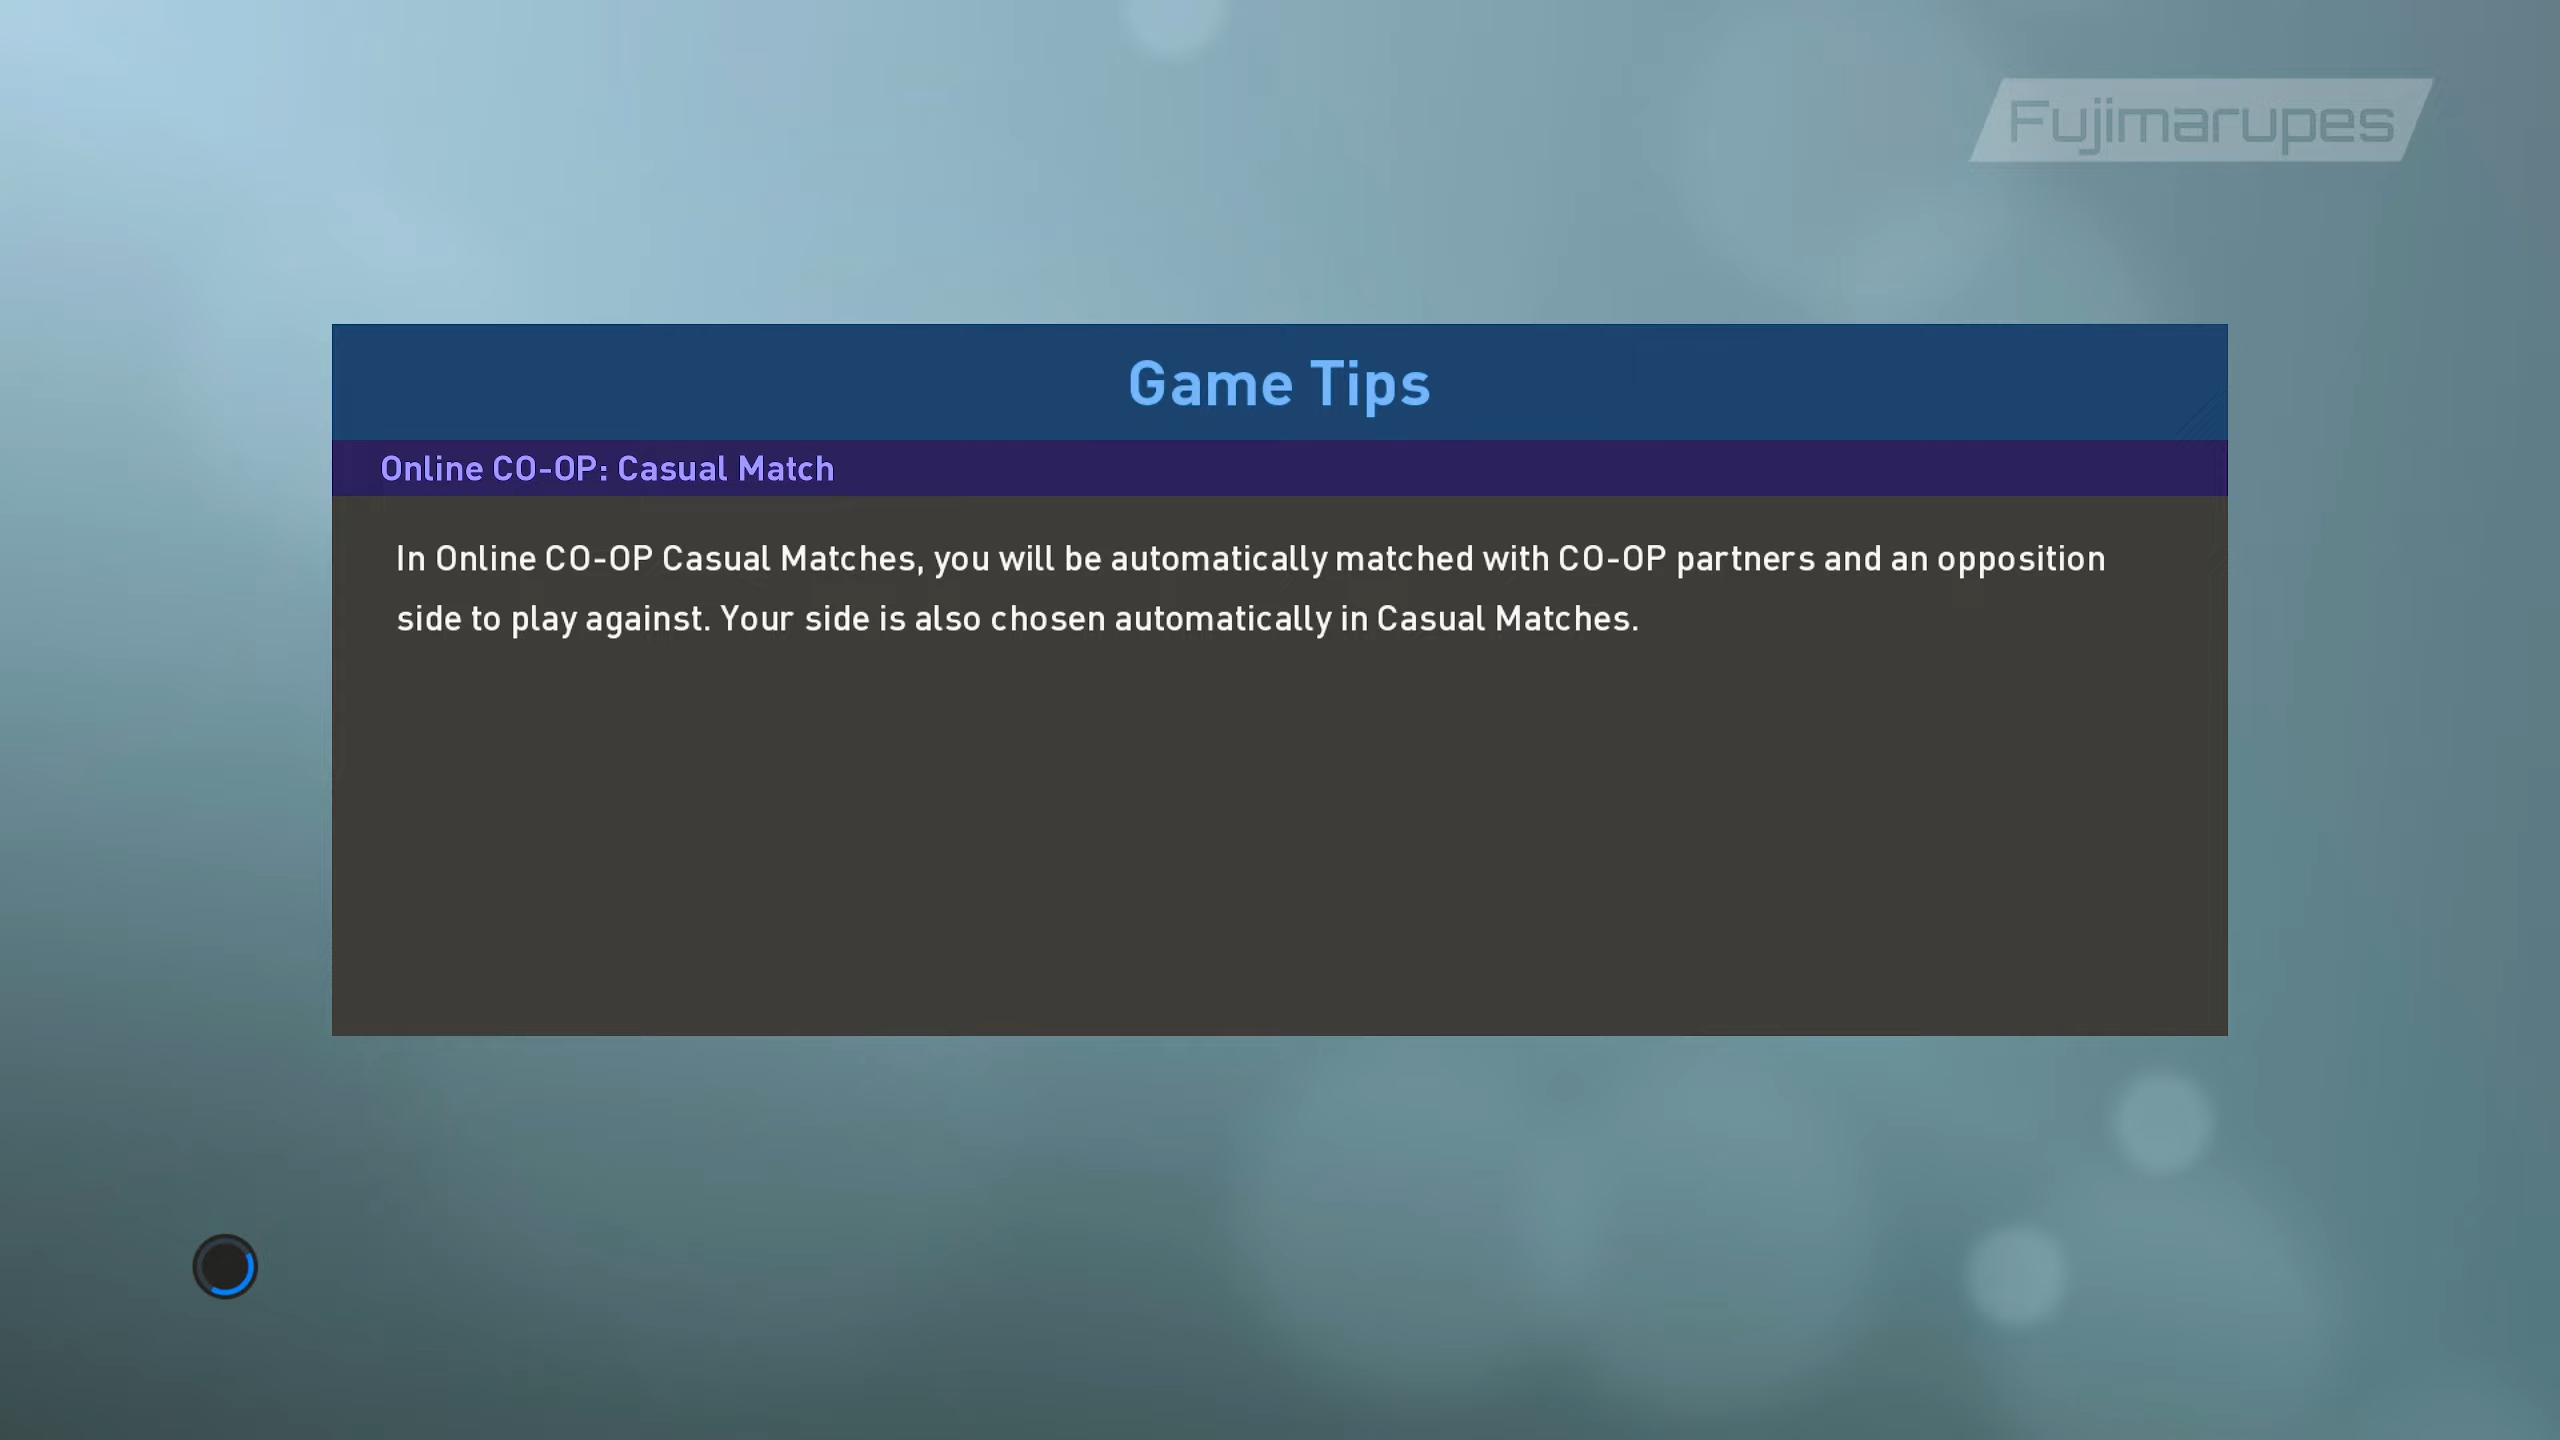 Fujimarupes
Game Tips
Online CO-OP: Casual Match
In Online CO-OP Casual Matches, you will be automatically matched with CO-OP partners and an opposition
side to play against. Your side is also chosen automatically in Casual Matches.